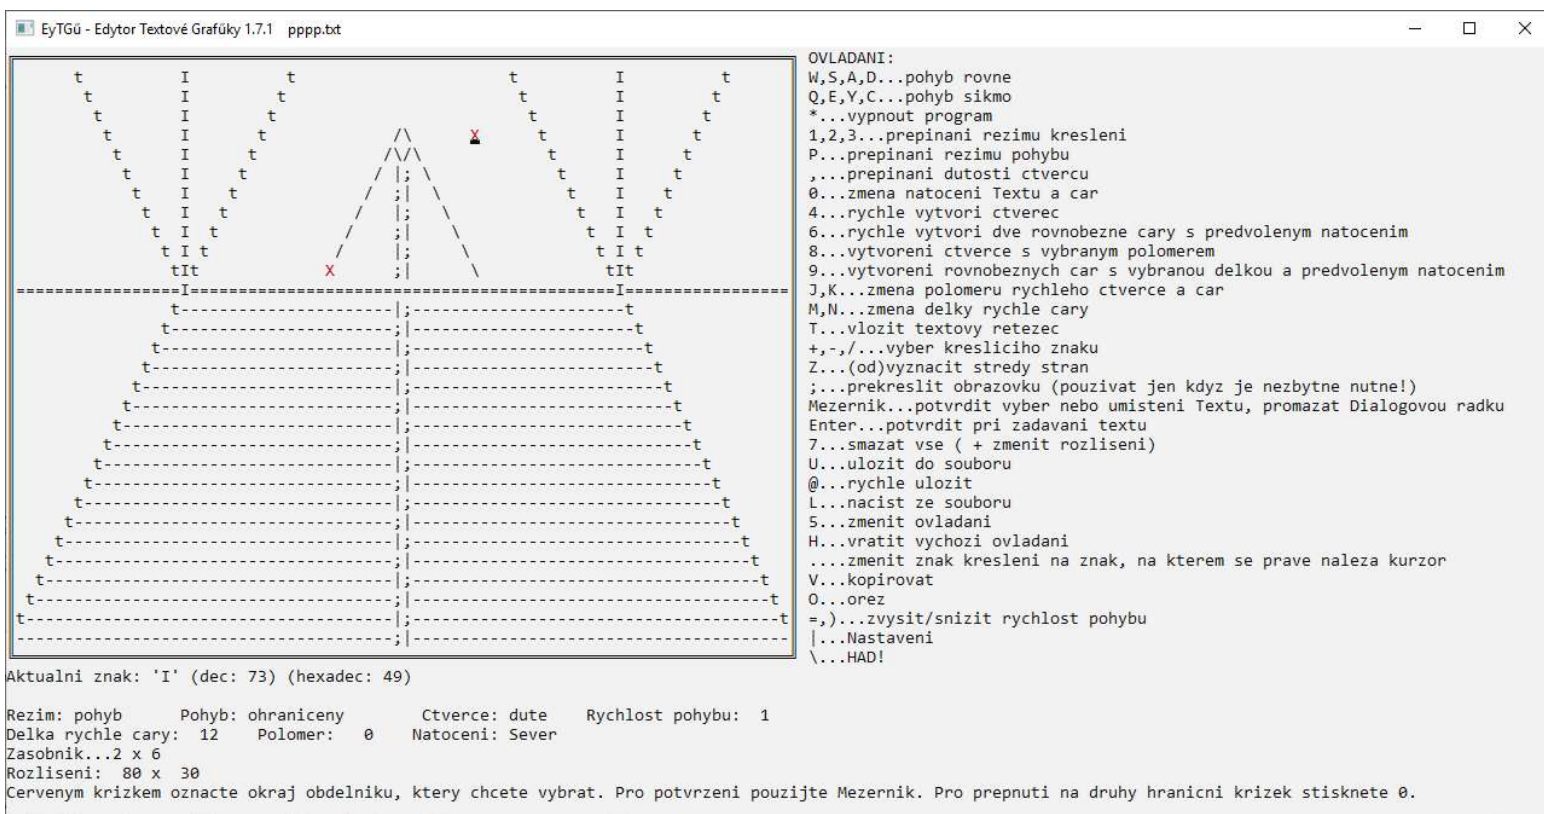 EyTGű - Edytor Textové Grafűky 1.7.1 pppp.txt
OVLADANI:
W,S,A,D...pohyb rovne
Q,E,Y,C...pohyb sikmo
*...vypnout program
1,2,3...prepinani rezimu kresleni
P...prepinani rezimu pohybu
,...prepinani dutosti ctvercu
0...zmena natoceni Textu a car
4...rychle vytvori ctverec
6...rychle vytvori dve rovnobezne cary s predvolenym natocenim
8...vytvoreni ctverce s vybranym polomerem
9...vytvoreni rovnobeznych car s vybranou delkou a predvolenym natocenim
J,K...zmena polomeru rychleho ctverce a car
M,N...zmena delky rychle cary
T...vlozit textovy retezec
+,-,/...vyber kresliciho znaku
Z...(od)vyznacit stredy stran
;...prekreslit obrazovku (pouzivat jen kdyz je nezbytne nutne!)
Mezernik...potvrdit vyber nebo umisteni Textu, promazat Dialogovou radku
Enter...potvrdit pri zadavani textu
7...smazat vse ( + zmenit rozliseni)
U...ulozit do souboru
@...rychle ulozit
L...nacist ze souboru
5...zmenit ovladani
H...vratit vychozi ovladani
....zmenit znak kresleni na znak, na kterem se prave naleza kurzor
V...kopirovat
O...orez
=,)...zvysit/snizit rychlost pohybu
|...Nastaveni
\...HAD!
Aktualni znak: 'I' (dec: 73) (hexadec: 49)
Rezim: pohyb Pohyb: ohraniceny Ctverce: dute Rychlost pohybu: 1
Delka rychle cary: 12 Polomer: 0 Natoceni: Sever
Zasobnik...2 x 6
Rozliseni: 80 x 30
Cervenym krizkem oznacte okraj obdelniku, ktery chcete vybrat. Pro potvrzeni pouzijte Mezernik. Pro prepnuti na druhy hranicni krizek stisknete 0.